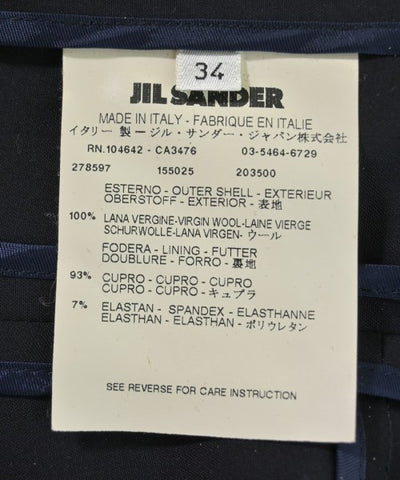 34
JIL SANDER
MADE IN ITALY - FABRIQUE EN ITALIE
イタリー 製 ー ジル・サンダー・ジャパン株式会社
RN.104642 - CA3476 03-5464-6729
278597 155025 203500
ESTERNO - OUTER SHELL - EXTERIEUR
OBERSTOFF - EXTERIOR - 表地
100% LANA VERGINE-VIRGIN WOOL-LAINE VIERGE
SCHURWOLLE-LANA VIRGEN- ウール
FODERA - LINING - FUTTER
DOUBLURE - FORRO - 裏地
93% CUPRO - CUPRO - CUPRO
CUPRO - CUPRO - キュプラ
7% ELASTAN - SPANDEX - ELASTHANNE
ELASTHAN - ELASTHAN - ポリウレタン
SEE REVERSE FOR CARE INSTRUCTION